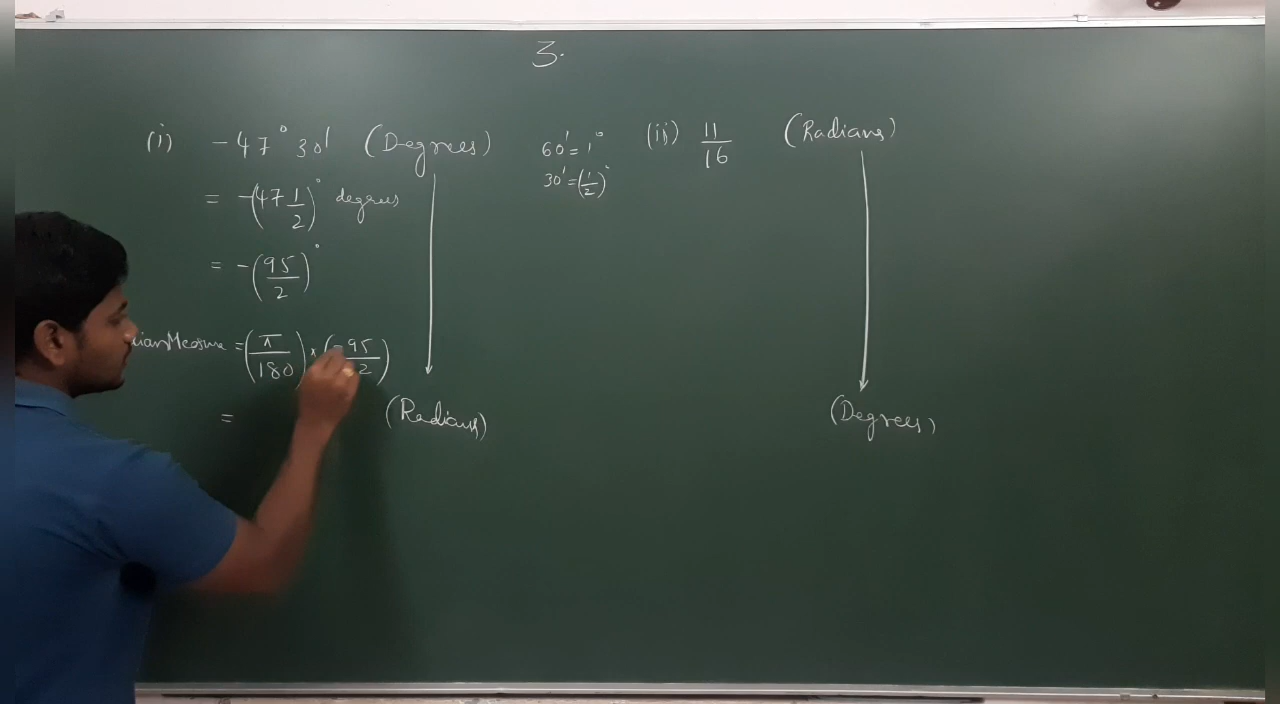 3.
(i) -47° 30' (Degrees)
= -(47 1/2)° degrees
= -(95/2)°
ianMeasure = (π/180) × (-95/2)
= (Radians)
60' = 1°
30' = (1/2)°
(ii) 11/16 (Radians)
(Degrees)